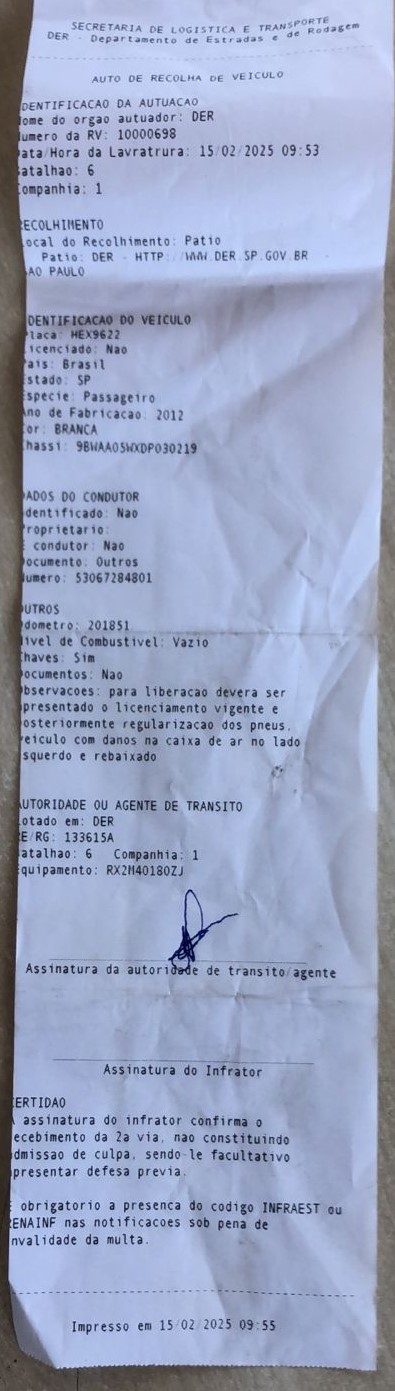 SECRETARIA DE LOGISTICA E TRANSPORTE
DER - Departamento de Estradas e de Rodagem
AUTO DE RECOLHA DE VEICULO
DENTIFICACAO DA AUTUACAO
ome do orgao autuador: DER
umero da RV: 10000698
ata/Hora da Lavratrura: 15/02/2025 09:53
atalhao: 6
ompanhia: 1
ECOLHIMENTO
ocal do Recolhimento: Patio
Patio: DER - HTTP://WWW.DER.SP.GOV.BR -
AO PAULO
DENTIFICACAO DO VEICULO
laca: HEX9622
icenciado: Nao
ais: Brasil
stado: SP
specie: Passageiro
no de Fabricacao: 2012
or: BRANCA
hassi: 9BWAA05WXDP030219
ADOS DO CONDUTOR
dentificado: Nao
roprietario:
condutor: Nao
ocumento: Outros
umero: 53067284801
UTROS
dometro: 201851
ivel de Combustivel: Vazio
haves: Sim
ocumentos: Nao
bservacoes: para liberacao devera ser
presentado o licenciamento vigente e
osteriormente regularizacao dos pneus.
eiculo com danos na caixa de ar no lado
squerdo e rebaixado
UTORIDADE OU AGENTE DE TRANSITO
otado em: DER
E/RG: 133615A
atalhao: 6 Companhia: 1
quipamento: RX2M40180ZJ
Assinatura da autoridade de transito/agente
Assinatura do Infrator
ERTIDAO
A assinatura do infrator confirma o
ecebimento da 2a via, nao constituindo
dmissao de culpa, sendo-le facultativo
presentar defesa previa.
E obrigatorio a presenca do codigo INFRAEST ou
ENAINF nas notificacoes sob pena de
nvalidade da multa.
Impresso em 15/02/2025 09:55